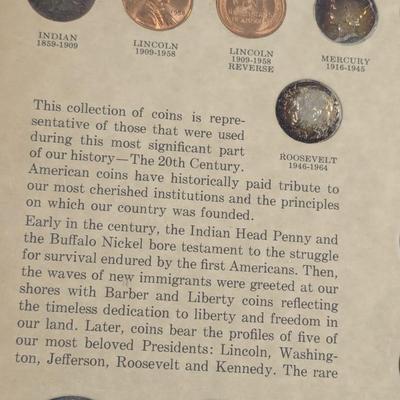 INDIAN
1859-1909
LINCOLN
1909-1958
LINCOLN
1909-1958
REVERSE
MERCURY
1916-1945
ROOSEVELT
1946-1964
This collection of coins is repre-
sentative of those that were used
during this most significant part
of our history—The 20th Century.
American coins have historically paid tribute to
our most cherished institutions and the principles
on which our country was founded.
Early in the century, the Indian Head Penny and
the Buffalo Nickel bore testament to the struggle
for survival endured by the first Americans. Then,
the waves of new immigrants were greeted at our
shores with Barber and Liberty coins reflecting
the timeless dedication to liberty and freedom in
our land. Later, coins bear the profiles of five of
our most beloved Presidents: Lincoln, Washing-
ton, Jefferson, Roosevelt and Kennedy. The rare